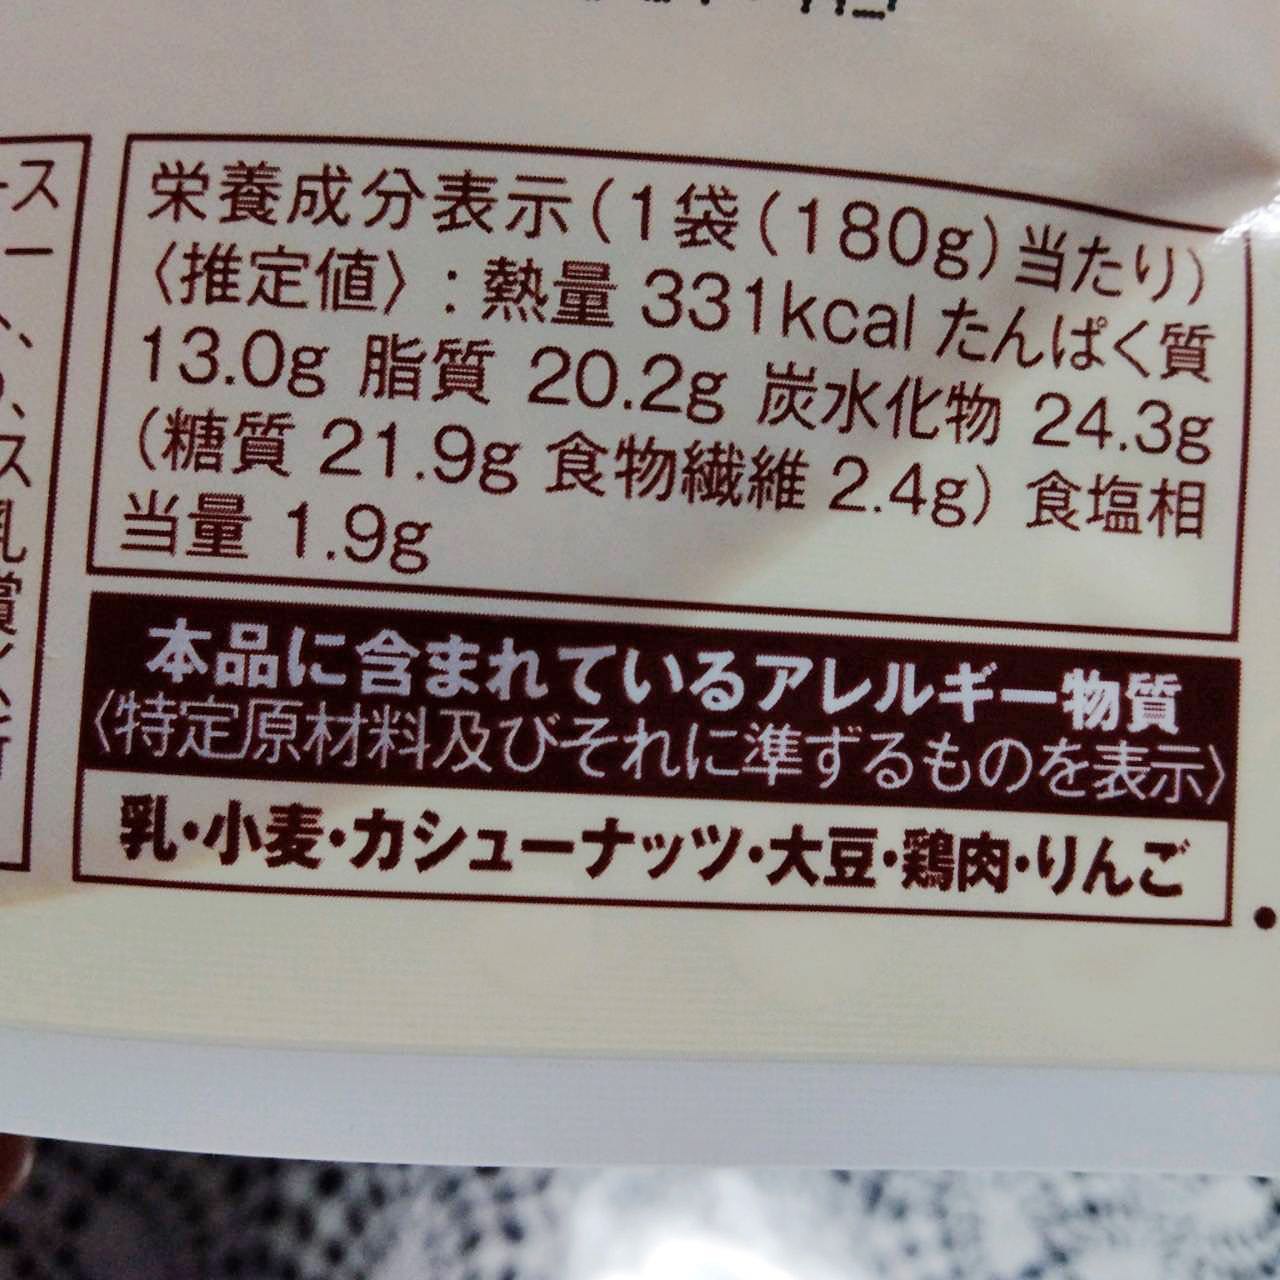 栄養成分表示(1袋(180g)当たり)
〈推定値〉: 熱量 331kcal たんぱく質
13.0g 脂質 20.2g 炭水化物 24.3g
(糖質 21.9g 食物繊維 2.4g) 食塩相
当量 1.9g
本品に含まれているアレルギー物質
〈特定原材料及びそれに準ずるものを表示〉
乳・小麦・カシューナッツ・大豆・鶏肉・りんご